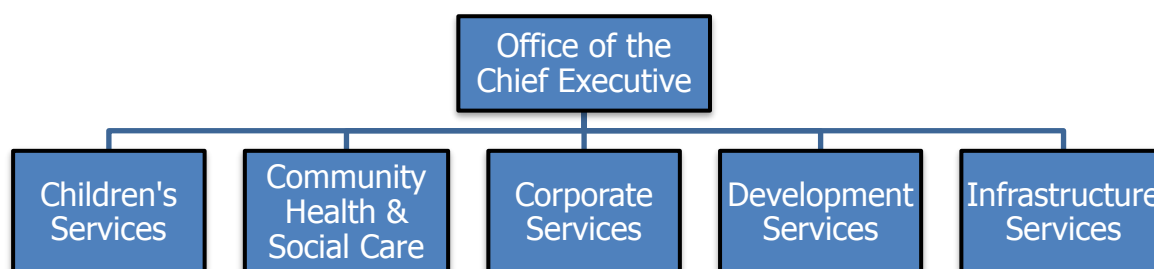 Office of the
Chief Executive
Children's
Services
Community
Health &
Social Care
Corporate
Services
Development
Services
Infrastructure
Services